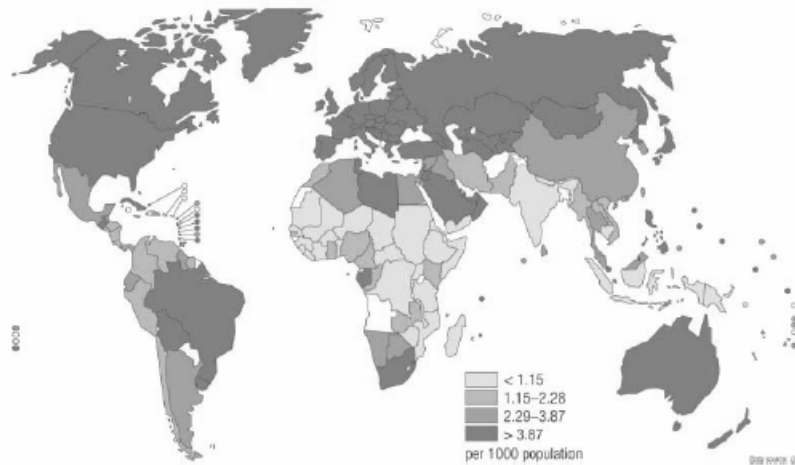 < 1.15
1.15–2.28
2.29–3.87
> 3.87
per 1000 population